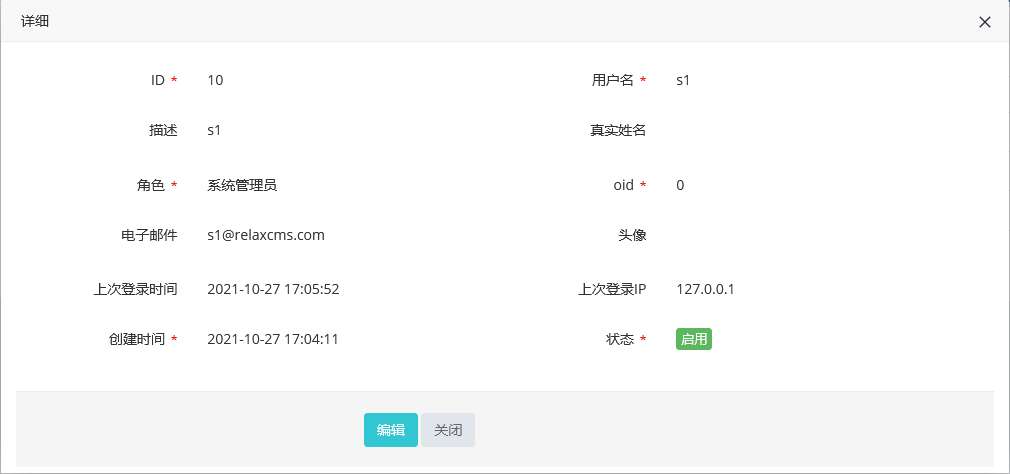 详细
ID * 10 用户名 * s1
描述 s1 真实姓名
角色 * 系统管理员 oid * 0
电子邮件 s1@relaxcms.com 头像
上次登录时间 2021-10-27 17:05:52 上次登录IP 127.0.0.1
创建时间 * 2021-10-27 17:04:11 状态 * 启用
编辑 关闭